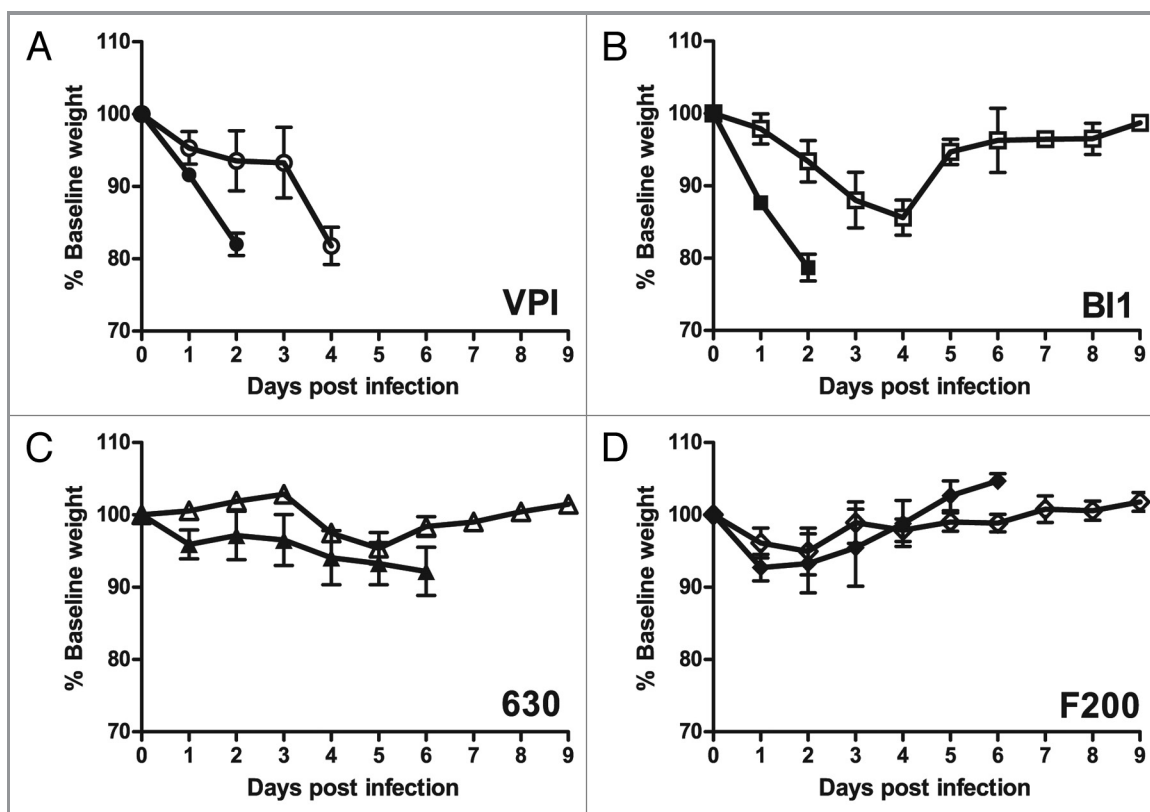 A
110
100
90
80
70
% Baseline weight
VPI
0 1 2 3 4 5 6 7 8 9
Days post infection
B
110
100
90
80
70
% Baseline weight
BI1
0 1 2 3 4 5 6 7 8 9
Days post infection
C
110
100
90
80
70
% Baseline weight
630
0 1 2 3 4 5 6 7 8 9
Days post infection
D
110
100
90
80
70
% Baseline weight
F200
0 1 2 3 4 5 6 7 8 9
Days post infection